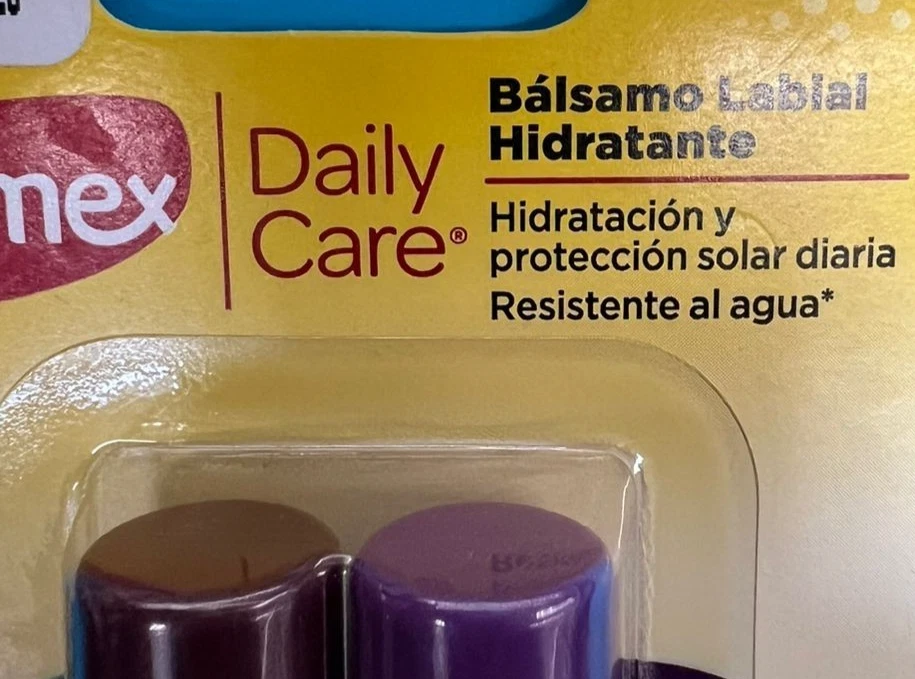 mex
Daily
Care®
Bálsamo Labial
Hidratante
Hidratación y
protección solar diaria
Resistente al agua*